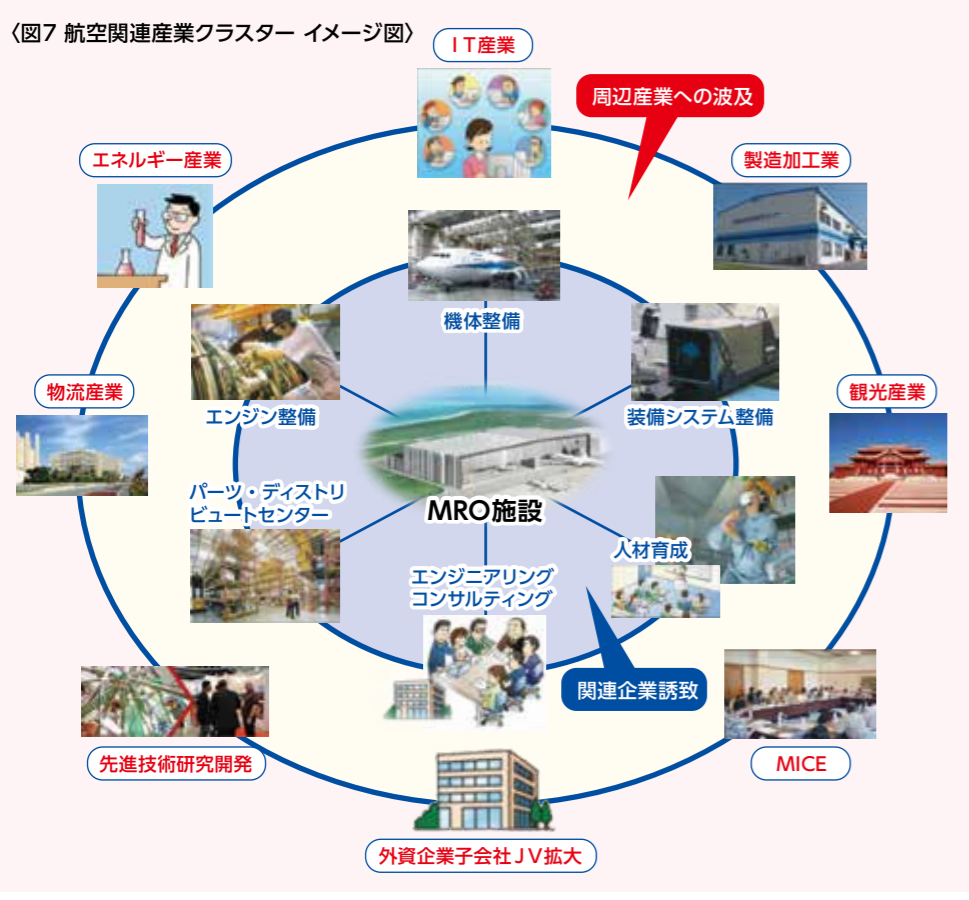 〈図7 航空関連産業クラスター イメージ図〉
IT産業
周辺産業への波及
エネルギー産業
製造加工業
機体整備
物流産業
観光産業
エンジン整備
装備システム整備
パーツ・ディストリ
ビュートセンター
MRO施設
人材育成
エンジニアリング
コンサルティング
関連企業誘致
先進技術研究開発
MICE
外資企業子会社JV拡大